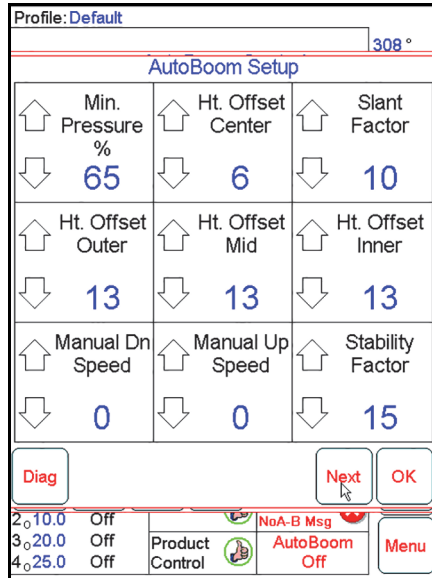 Profile: Default
308 °
AutoBoom Setup
Min. Pressure %
65
Ht. Offset Center
6
Slant Factor
10
Ht. Offset Outer
13
Ht. Offset Mid
13
Ht. Offset Inner
13
Manual Dn Speed
0
Manual Up Speed
0
Stability Factor
15
Diag
Next
OK
2 0 10.0 Off
NoA-B Msg
3 0 20.0 Off
4 0 25.0 Off
Product Control
AutoBoom Off
Menu